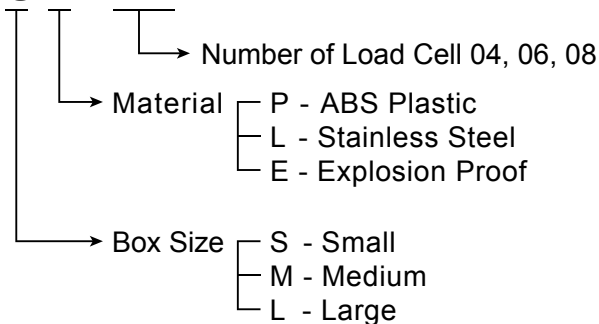 Number of Load Cell 04, 06, 08
Material
P - ABS Plastic
L - Stainless Steel
E - Explosion Proof
Box Size
S - Small
M - Medium
L - Large